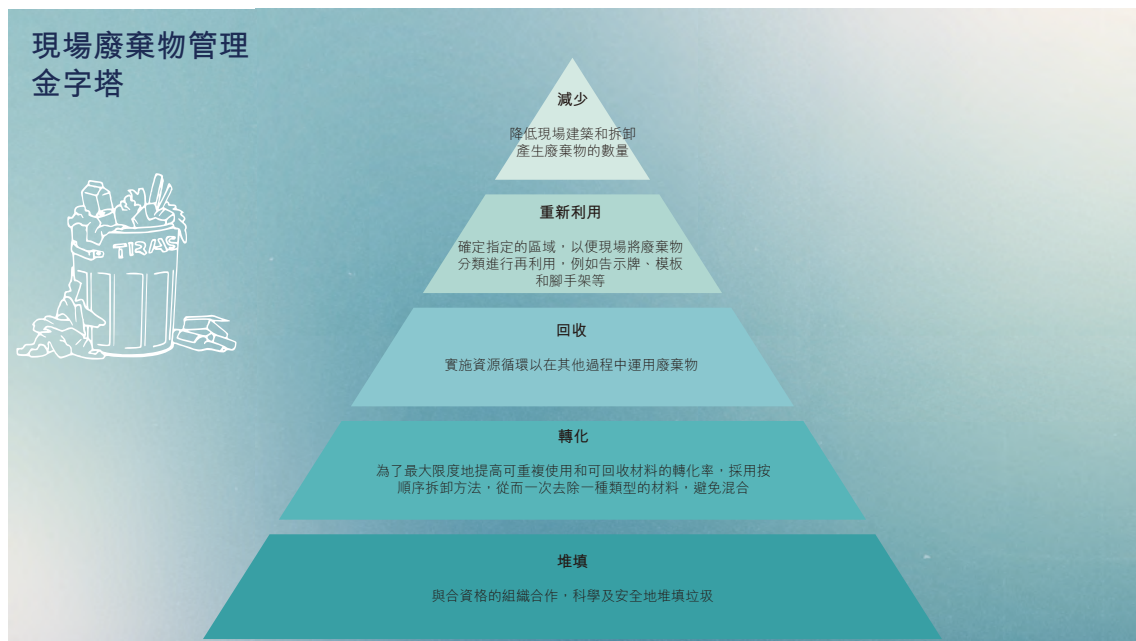 現場廢棄物管理
金字塔
減少
降低現場建築和拆卸
產生廢棄物的數量
重新利用
確定指定的區域，以便現場將廢棄物
分類進行再利用，例如告示牌、模板
和腳手架等
TRAS
回收
實施資源循環以在其他過程中運用廢棄物
轉化
為了最大限度地提高可重複使用和可回收材料的轉化率，採用按
順序拆卸方法，從而一次去除一種類型的材料，避免混合
堆填
與合資格的組織合作，科學及安全地堆填垃圾